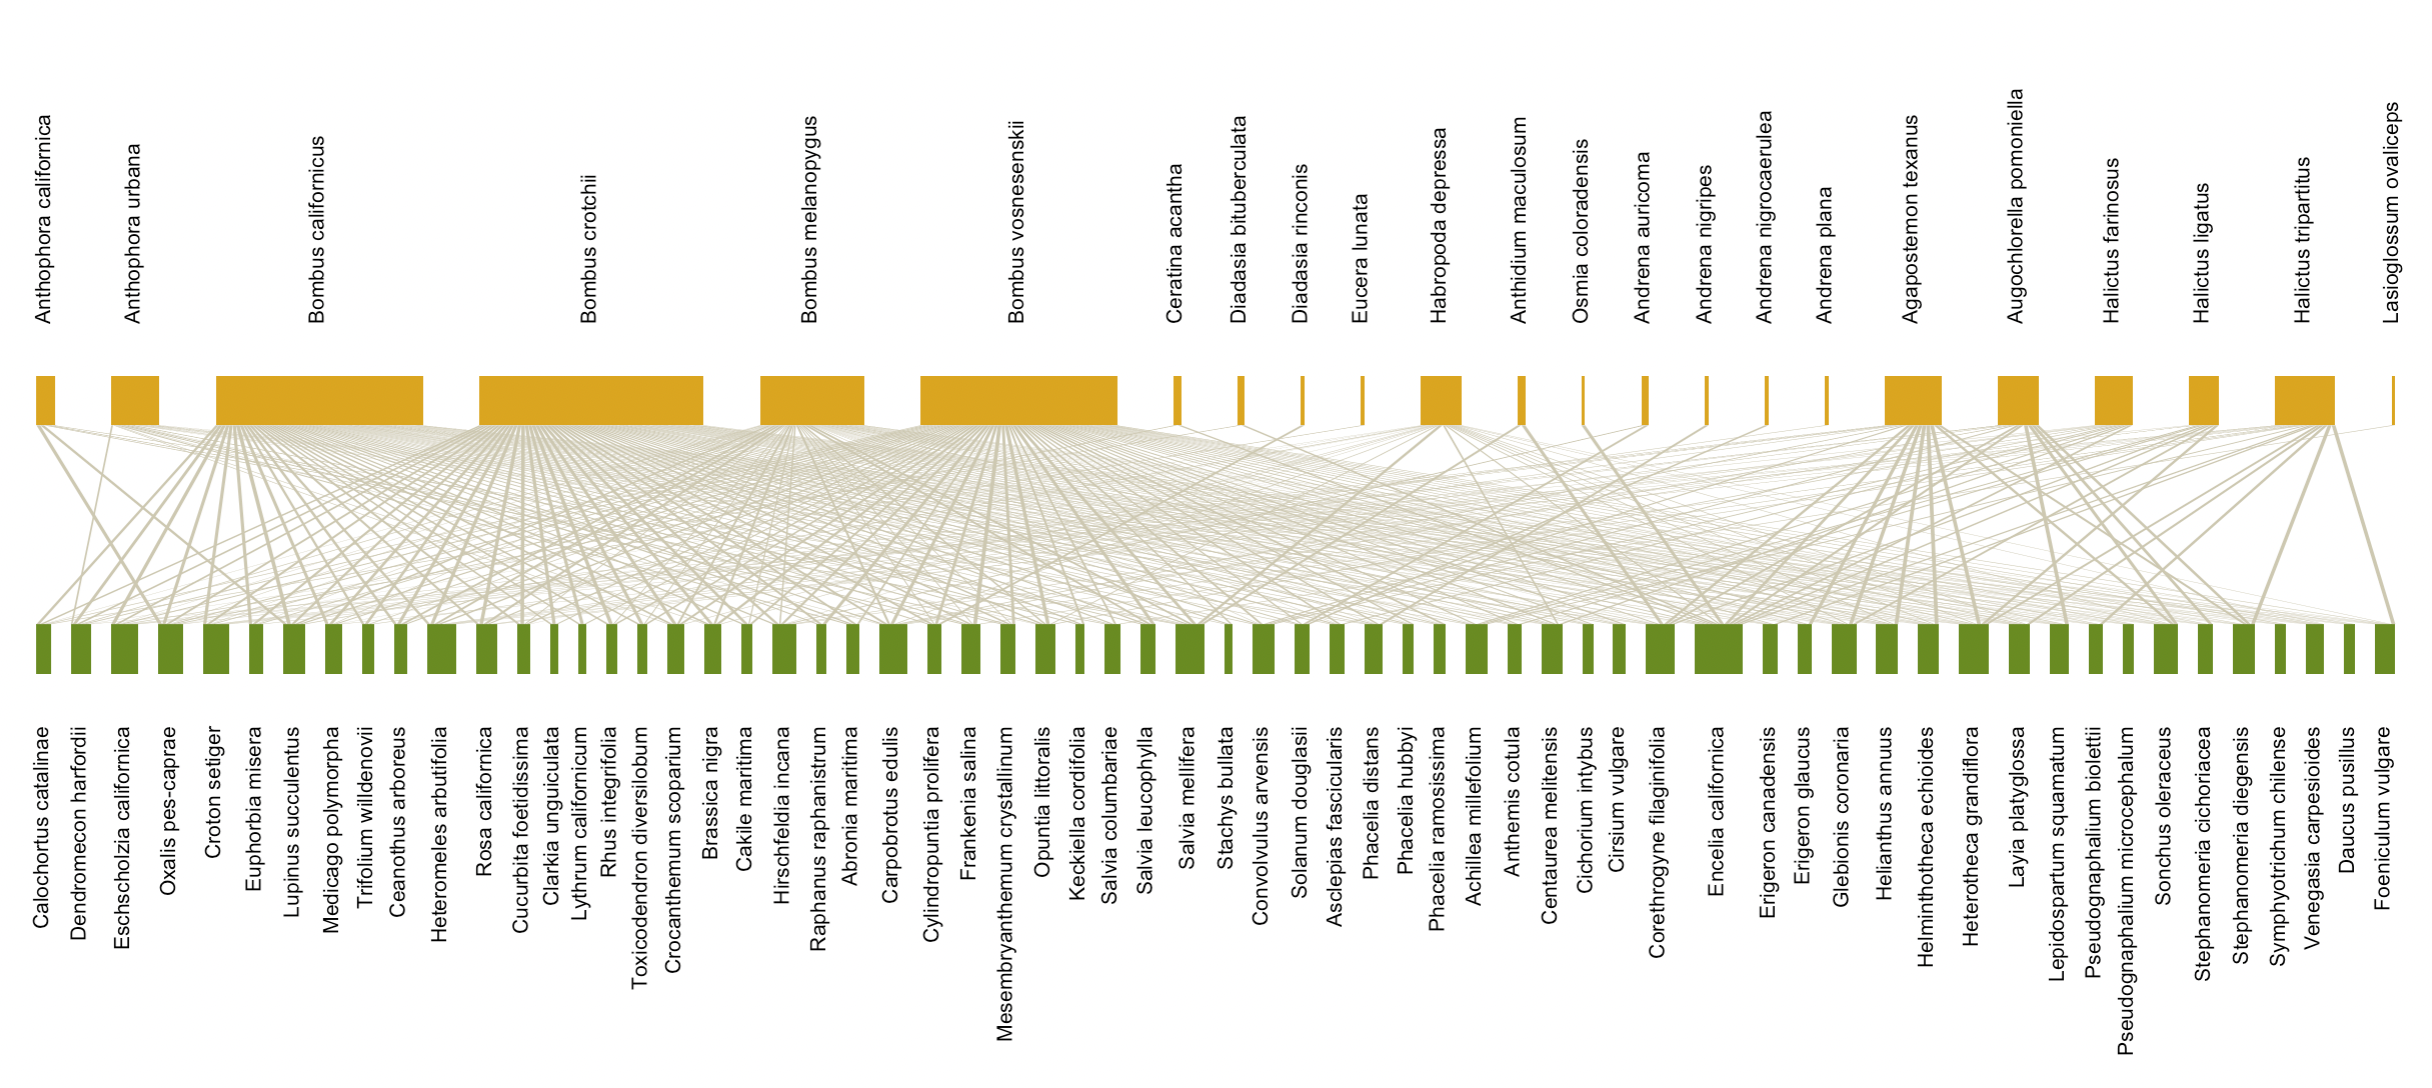 Anthophora californica
Anthophora urbana
Bombus californicus
Bombus crotchii
Bombus melanopygus
Bombus vosnesenskii
Ceratina acantha
Diadasia bituberculata
Diadasia rinconis
Eucera lunata
Habropoda depressa
Anthidium maculosum
Osmia coloradensis
Andrena auricoma
Andrena nigripes
Andrena nigrocaerulea
Andrena plana
Agapostemon texanus
Augochlorella pomoniella
Halictus farinosus
Halictus ligatus
Halictus tripartitus
Lasioglossum ovaliceps
Calochortus catalinae
Dendromecon harfordii
Eschscholzia californica
Oxalis pes-caprae
Croton setiger
Euphorbia misera
Lupinus succulentus
Medicago polymorpha
Trifolium willdenovii
Ceanothus arboreus
Heteromeles arbutifolia
Rosa californica
Cucurbita foetidissima
Clarkia unguiculata
Lythrum californicum
Rhus integrifolia
Toxicodendron diversilobum
Crocanthemum scoparium
Brassica nigra
Cakile maritima
Hirschfeldia incana
Raphanus raphanistrum
Abronia maritima
Carpobrotus edulis
Cylindropuntia prolifera
Frankenia salina
Mesembryanthemum crystallinum
Opuntia littoralis
Keckiella cordifolia
Salvia columbariae
Salvia leucophylla
Salvia mellifera
Stachys bullata
Convolvulus arvensis
Solanum douglasii
Asclepias fascicularis
Phacelia distans
Phacelia hubbyi
Phacelia ramosissima
Achillea millefolium
Anthemis cotula
Centaurea melitensis
Cichorium intybus
Cirsium vulgare
Corethrogyne filaginifolia
Encelia californica
Erigeron canadensis
Erigeron glaucus
Glebionis coronaria
Helianthus annuus
Helminthotheca echioides
Heterotheca grandiflora
Layia platyglossa
Lepidospartum squamatum
Pseudognaphalium biolettii
Pseudognaphalium microcephalum
Sonchus oleraceus
Stephanomeria cichoriacea
Stephanomeria diegensis
Symphyotrichum chilense
Venegasia carpesioides
Daucus pusillus
Foeniculum vulgare